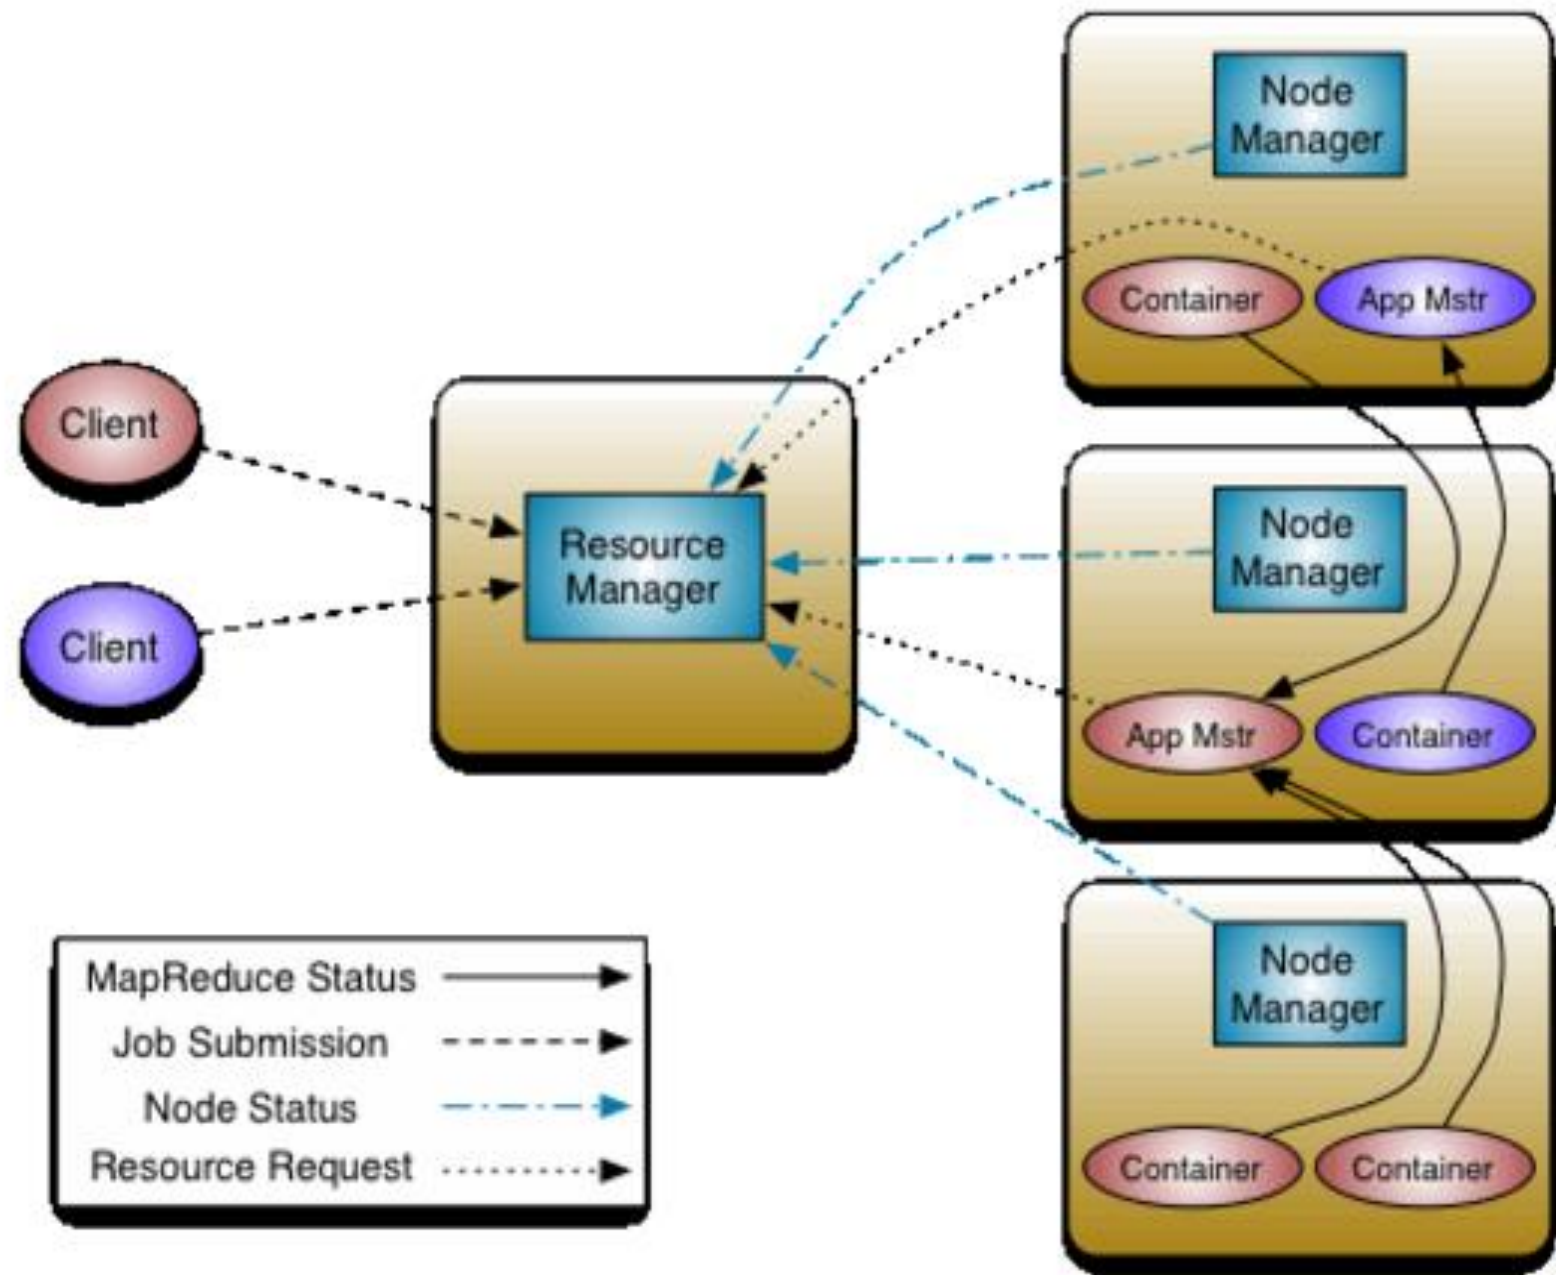 Node
Manager
Container
App Mstr
Client
Client
Resource
Manager
Node
Manager
App Mstr
Container
Node
Manager
Container
Container
MapReduce Status
Job Submission
Node Status
Resource Request